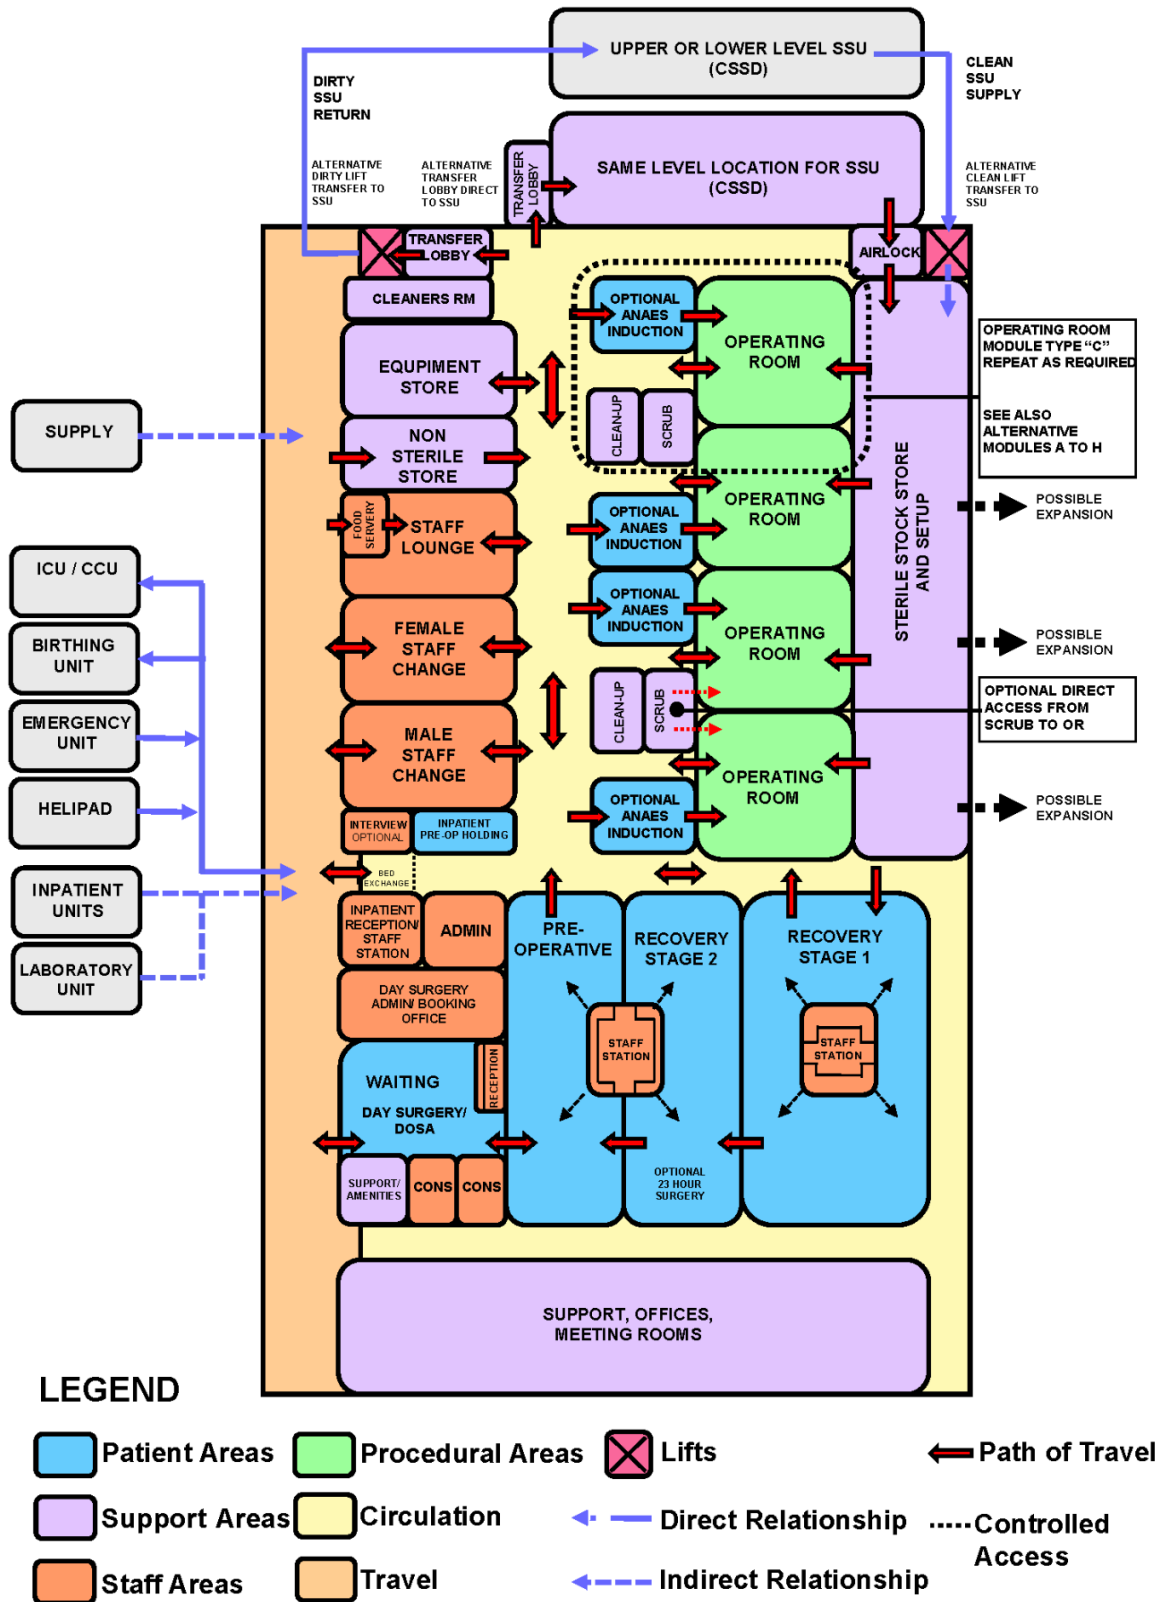 UPPER OR LOWER LEVEL SSU
(CSSD)
DIRTY
SSU
RETURN
CLEAN
SSU
SUPPLY
ALTERNATIVE
DIRTY LIFT
TRANSFER TO
SSU
ALTERNATIVE
TRANSFER
LOBBY DIRECT
TO SSU
TRANSFER
LOBBY
SAME LEVEL LOCATION FOR SSU
(CSSD)
ALTERNATIVE
CLEAN LIFT
TRANSFER TO
SSU
TRANSFER
LOBBY
AIRLOCK
CLEANERS RM
OPTIONAL
ANAES
INDUCTION
OPERATING
ROOM
EQUPIMENT
STORE
CLEAN-UP
SCRUB
OPERATING ROOM
MODULE TYPE “C”
REPEAT AS REQUIRED
SEE ALSO
ALTERNATIVE
MODULES A TO H
SUPPLY
NON
STERILE
STORE
FOOD
SERVERY
STAFF
LOUNGE
OPTIONAL
ANAES
INDUCTION
OPERATING
ROOM
STERILE STOCK STORE
AND SETUP
POSSIBLE
EXPANSION
ICU / CCU
BIRTHING
UNIT
EMERGENCY
UNIT
HELIPAD
INPATIENT
UNITS
LABORATORY
UNIT
FEMALE
STAFF
CHANGE
OPTIONAL
ANAES
INDUCTION
OPERATING
ROOM
POSSIBLE
EXPANSION
CLEAN-UP
SCRUB
OPTIONAL DIRECT
ACCESS FROM
SCRUB TO OR
MALE
STAFF
CHANGE
OPERATING
ROOM
OPTIONAL
ANAES
INDUCTION
POSSIBLE
EXPANSION
INTERVIEW
OPTIONAL
INPATIENT
PRE-OP HOLDING
BED
EXCHANGE
INPATIENT
RECEPTION/
STAFF
STATION
ADMIN
PRE-
OPERATIVE
RECOVERY
STAGE 2
RECOVERY
STAGE 1
DAY SURGERY
ADMIN/ BOOKING
OFFICE
STAFF
STATION
STAFF
STATION
WAITING
RECEPTION
DAY SURGERY/
DOSA
SUPPORT/
AMENITIES
CONS
CONS
OPTIONAL
23 HOUR
SURGERY
SUPPORT, OFFICES,
MEETING ROOMS
LEGEND
Patient Areas
Procedural Areas
Lifts
Path of Travel
Support Areas
Circulation
Direct Relationship
Controlled
Access
Staff Areas
Travel
Indirect Relationship